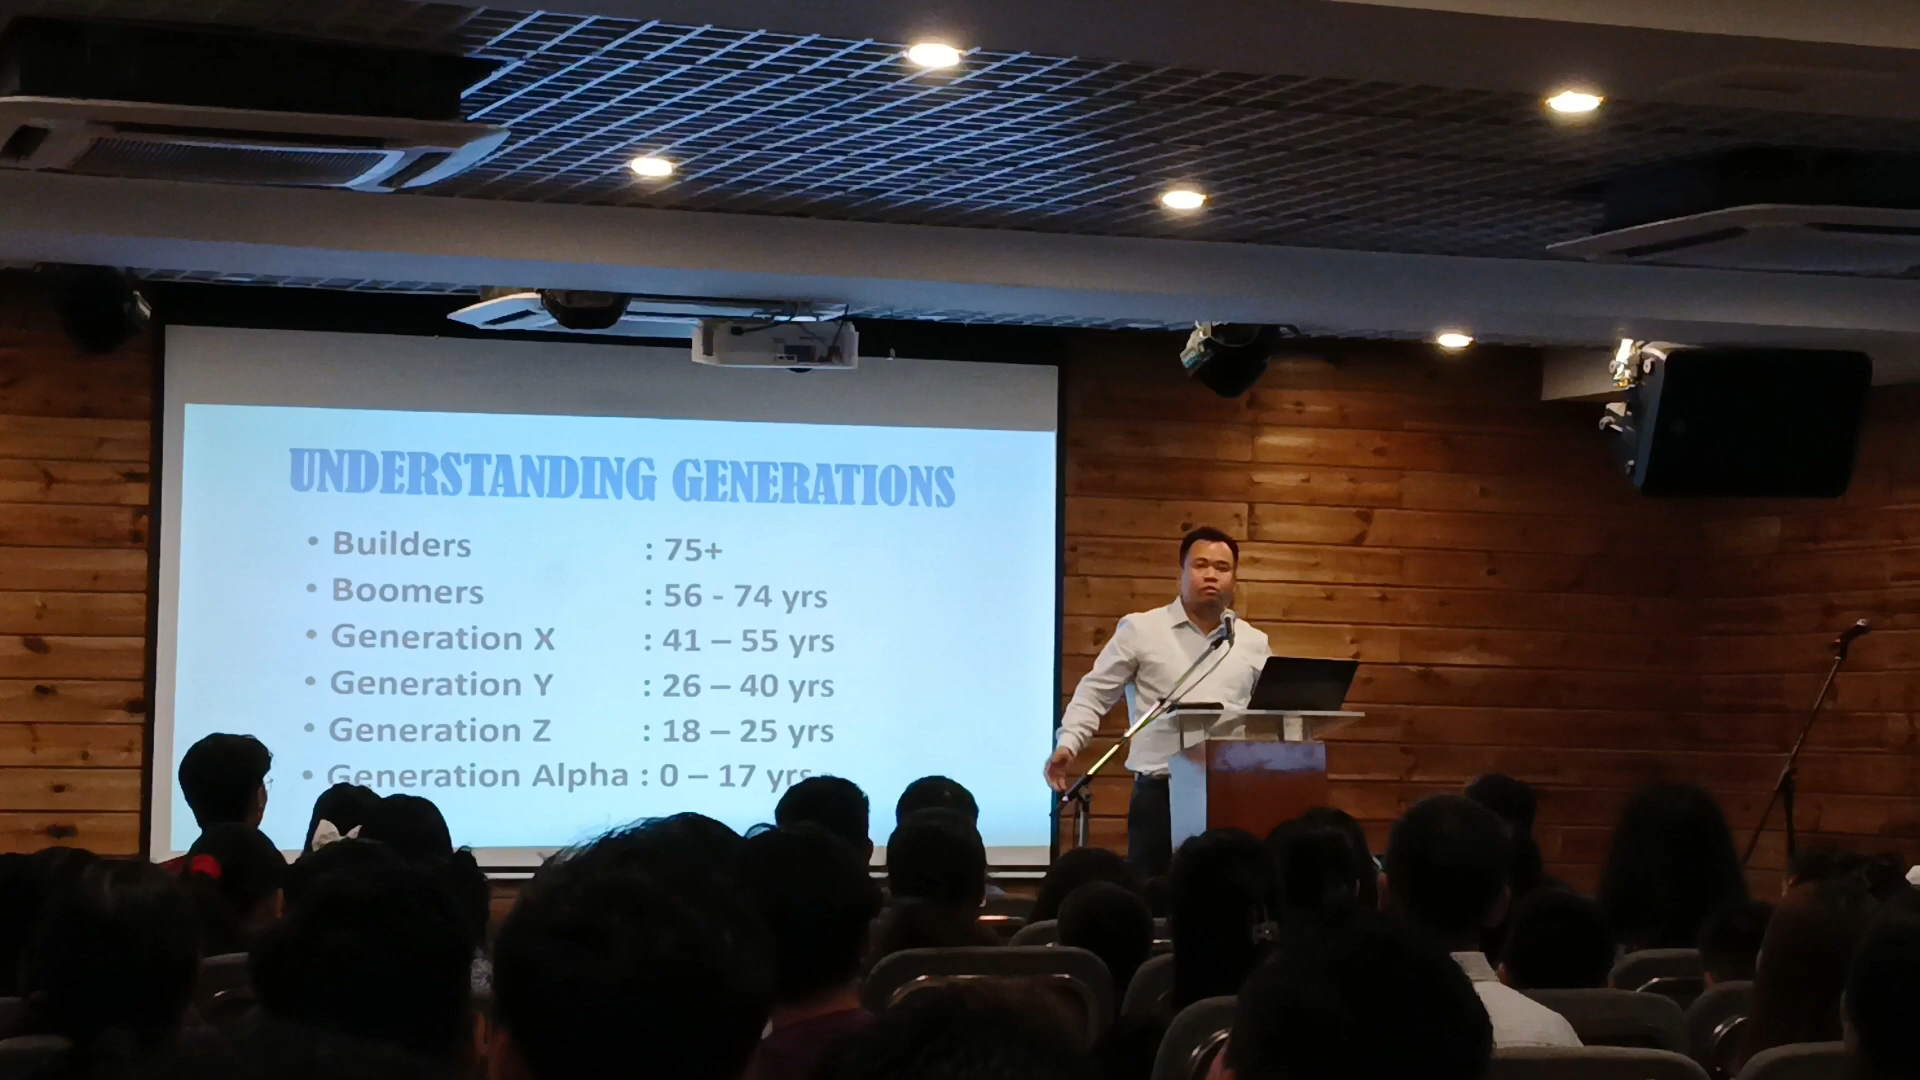 UNDERSTANDING GENERATIONS
• Builders : 75+
• Boomers : 56 - 74 yrs
• Generation X : 41 – 55 yrs
• Generation Y : 26 – 40 yrs
• Generation Z : 18 – 25 yrs
• Generation Alpha : 0 – 17 yrs